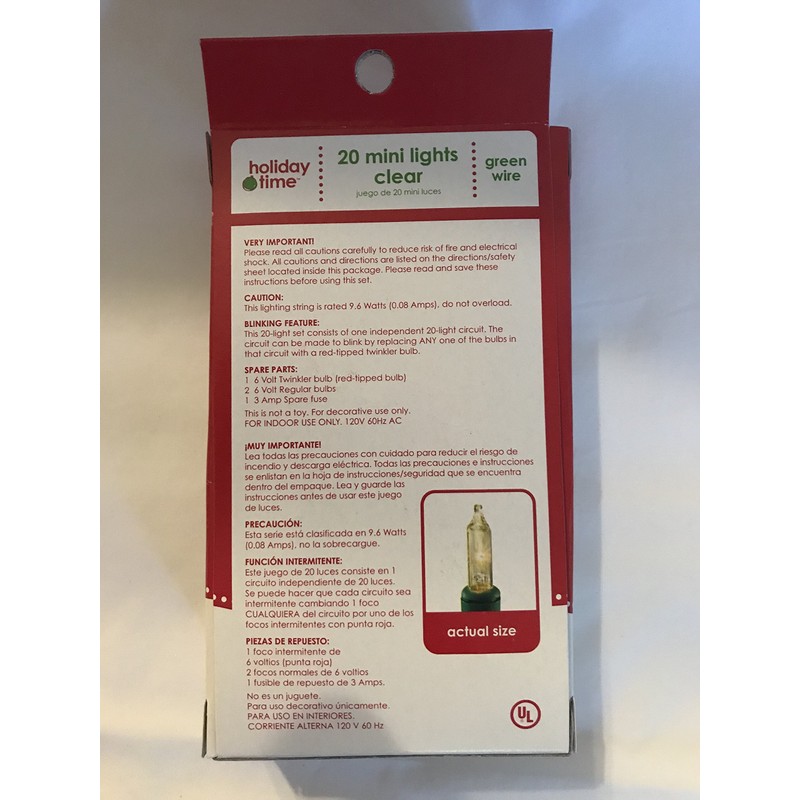 holiday
time™
20 mini lights
clear
juego de 20 mini luces
green
wire
VERY IMPORTANT!
Please read all cautions carefully to reduce risk of fire and electrical
shock. All cautions and directions are listed on the directions/safety
sheet located inside this package. Please read and save these
instructions before using this set.
CAUTION:
This lighting string is rated 9.6 Watts (0.08 Amps), do not overload.
BLINKING FEATURE:
This 20-light set consists of one independent 20-light circuit. The
circuit can be made to blink by replacing ANY one of the bulbs in
that circuit with a red-tipped twinkler bulb.
SPARE PARTS:
1 6 Volt Twinkler bulb (red-tipped bulb)
2 6 Volt Regular bulbs
1 3 Amp Spare fuse
This is not a toy. For decorative use only.
FOR INDOOR USE ONLY. 120V 60Hz AC
¡MUY IMPORTANTE!
Lea todas las precauciones con cuidado para reducir el riesgo de
incendio y descarga eléctrica. Todas las precauciones e instrucciones
se enlistan en la hoja de instrucciones/seguridad que se encuentra
dentro del empaque. Lea y guarde las
instrucciones antes de usar este juego
de luces.
PRECAUCIÓN:
Esta serie está clasificada en 9.6 Watts
(0.08 Amps), no la sobrecargue.
FUNCIÓN INTERMITENTE:
Este juego de 20 luces consiste en 1
circuito independiente de 20 luces.
Se puede hacer que cada circuito sea
intermitente cambiando 1 foco
CUALQUIERA del circuito por uno de los
focos intermitentes con punta roja.
PIEZAS DE REPUESTO:
1 foco intermitente de
6 voltios (punta roja)
2 focos normales de 6 voltios
1 fusible de repuesto de 3 Amps.
No es un juguete.
Para uso decorativo únicamente.
PARA USO EN INTERIORES.
CORRIENTE ALTERNA 120 V 60 Hz
actual size
UL